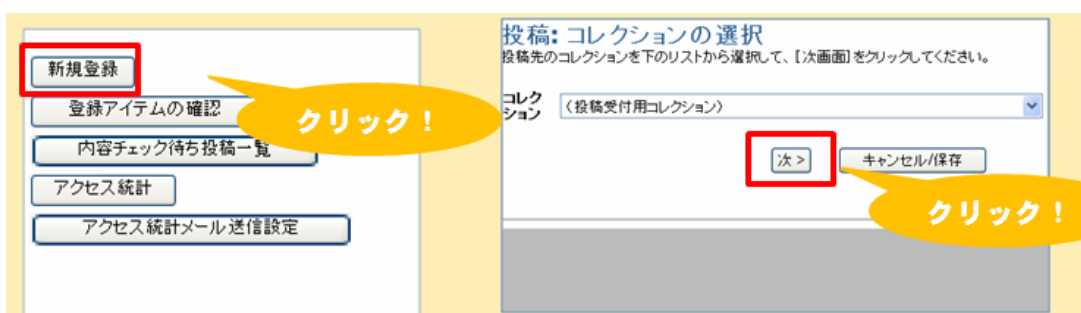 新規登録
登録アイテムの確認
クリック！
内容チェック待ち投稿一覧
アクセス統計
アクセス統計メール送信設定
投稿: コレクションの選択
投稿先のコレクションを下のリストから選択して、[次画面]をクリックしてください。
コレク
ション
（投稿受付用コレクション）
次 >
キャンセル/保存
クリック！